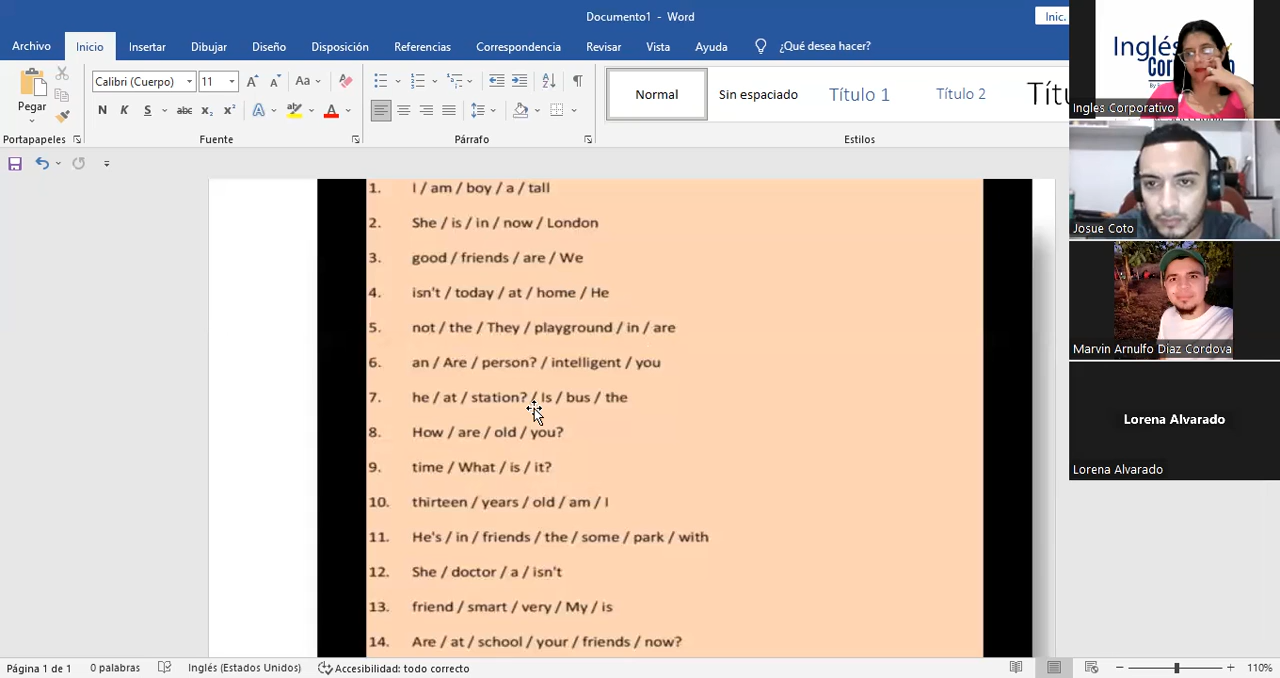 Documento1 - Word
Inic.
Archivo Inicio Insertar Dibujar Diseño Disposición Referencias Correspondencia Revisar Vista Ayuda ¿Qué desea hacer?
Pegar
Calibri (Cuerpo) 11
Aa
N K S abc x₂ x² A A
Normal
Sin espaciado
Título 1
Título 2
Portapapeles Fuente Párrafo Estilos
1. I / am / boy / a / tall
2. She / is / in / now / London
3. good / friends / are / We
4. isn't / today / at / home / He
5. not / the / They / playground / in / are
6. an / Are / person? / intelligent / you
7. he / at / station? / Is / bus / the
8. How / are / old / you?
9. time / What / is / it?
10. thirteen / years / old / am / I
11. He's / in / friends / the / some / park / with
12. She / doctor / a / isn't
13. friend / smart / very / My / is
14. Are / at / school / your / friends / now?
Página 1 de 1 0 palabras Inglés (Estados Unidos) Accesibilidad: todo correcto 110%
Inglés
Ingles Corporativo
Josue Coto
Marvin Arnulfo Diaz Cordova
Lorena Alvarado
Lorena Alvarado